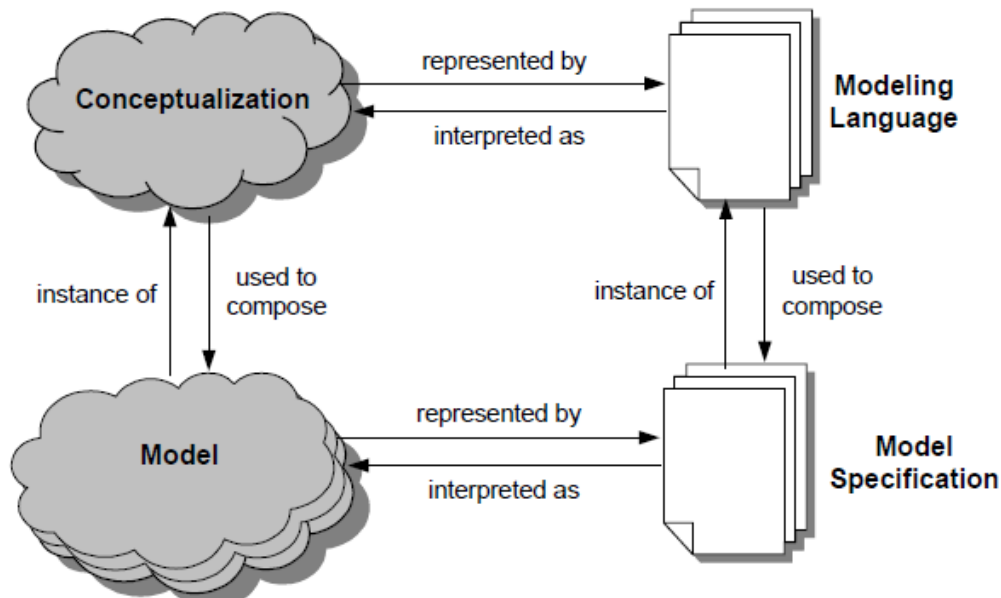 represented by
Conceptualization
Modeling
Language
interpreted as
instance of
used to
compose
instance of
used to
compose
represented by
Model
Model
Specification
interpreted as